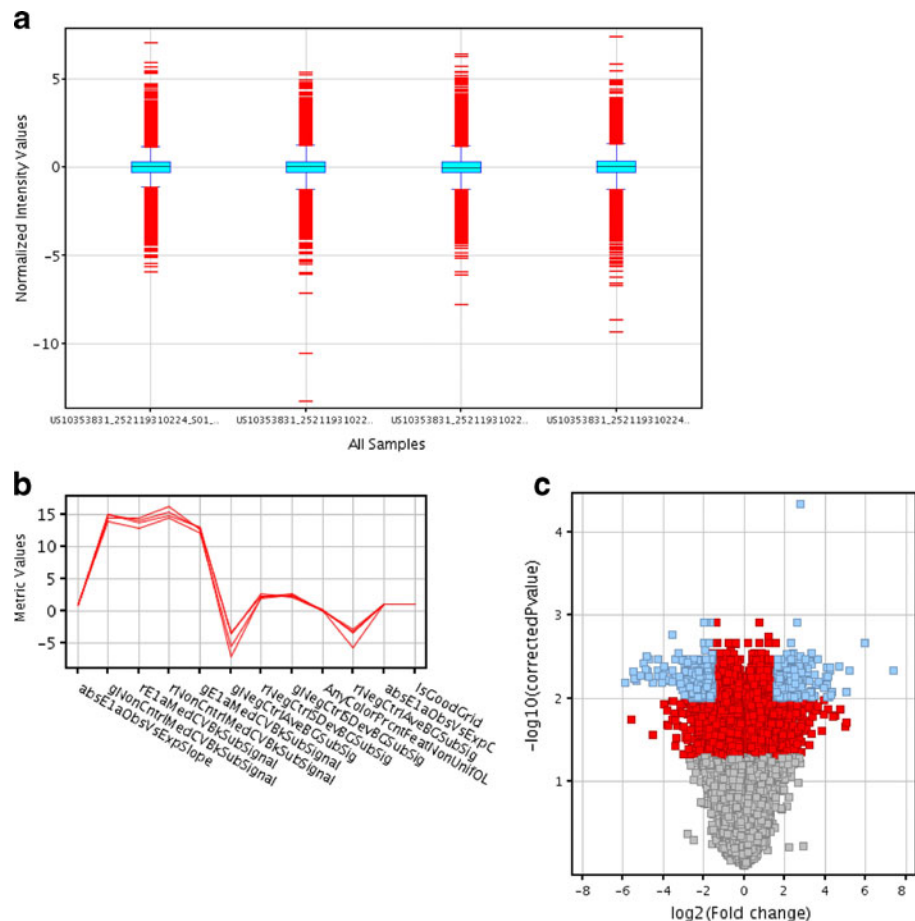 a
Normalized Intensity Values
5
0
−5
−10
US10353831_252119310224_S01_..
US10353831_252119310022..
US10353831_252119310022..
US10353831_252119310224..
All Samples
b
Metric Values
15
10
5
0
−5
absE1aObsVsExpSlope
gNonCntrlMedCVBkSubSignal
rE1aMedCVBkSubSignal
rNonCntrlMedCVBkSubSignal
gE1aMedCVBkSubSignal
gNegCtrlAveBGSubSig
rNegCtrlSDevBGSubSig
gNegCtrlSDevBGSubSig
AnyColorPrcntFeatNonUnifOL
rNegCtrlAveBGSubSig
absE1aObsVsExpC
IsGoodGrid
c
−log10(correctedPvalue)
4
3
2
1
−8 −6 −4 −2 0 2 4 6 8
log2(Fold change)